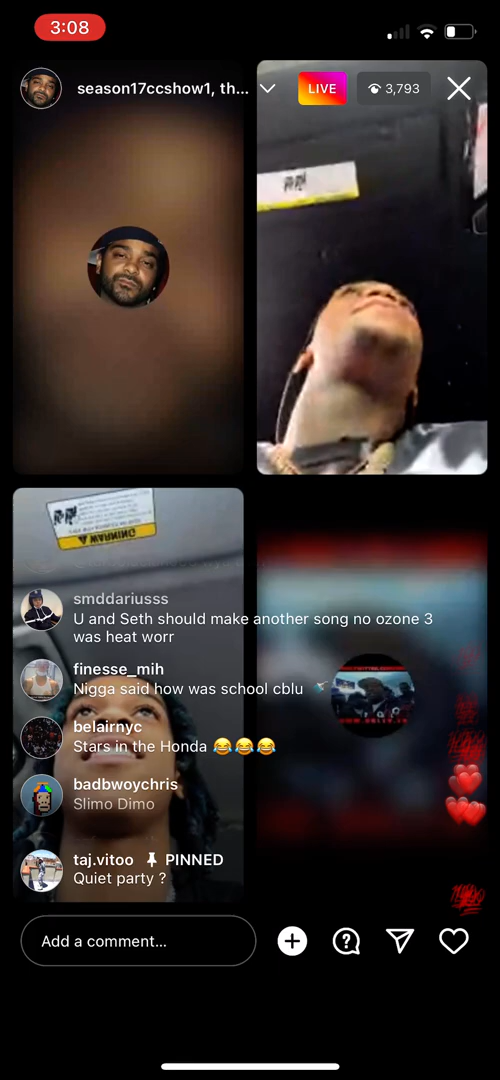 3:08
season17ccshow1, th...
LIVE
3,793
WARNING
smddariusss
U and Seth should make another song no ozone 3
was heat worr
finesse_mih
Nigga said how was school cblu
belairnyc
Stars in the Honda 😂😂😂
badbwoychris
Slimo Dimo
taj.vitoo 📌 PINNED
Quiet party ?
Add a comment...